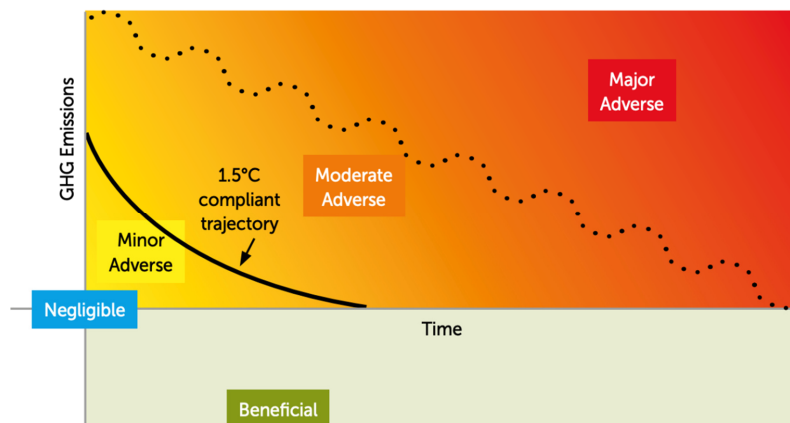 GHG Emissions
Major
Adverse
1.5°C
compliant
trajectory
Moderate
Adverse
Minor
Adverse
Negligible
Time
Beneficial